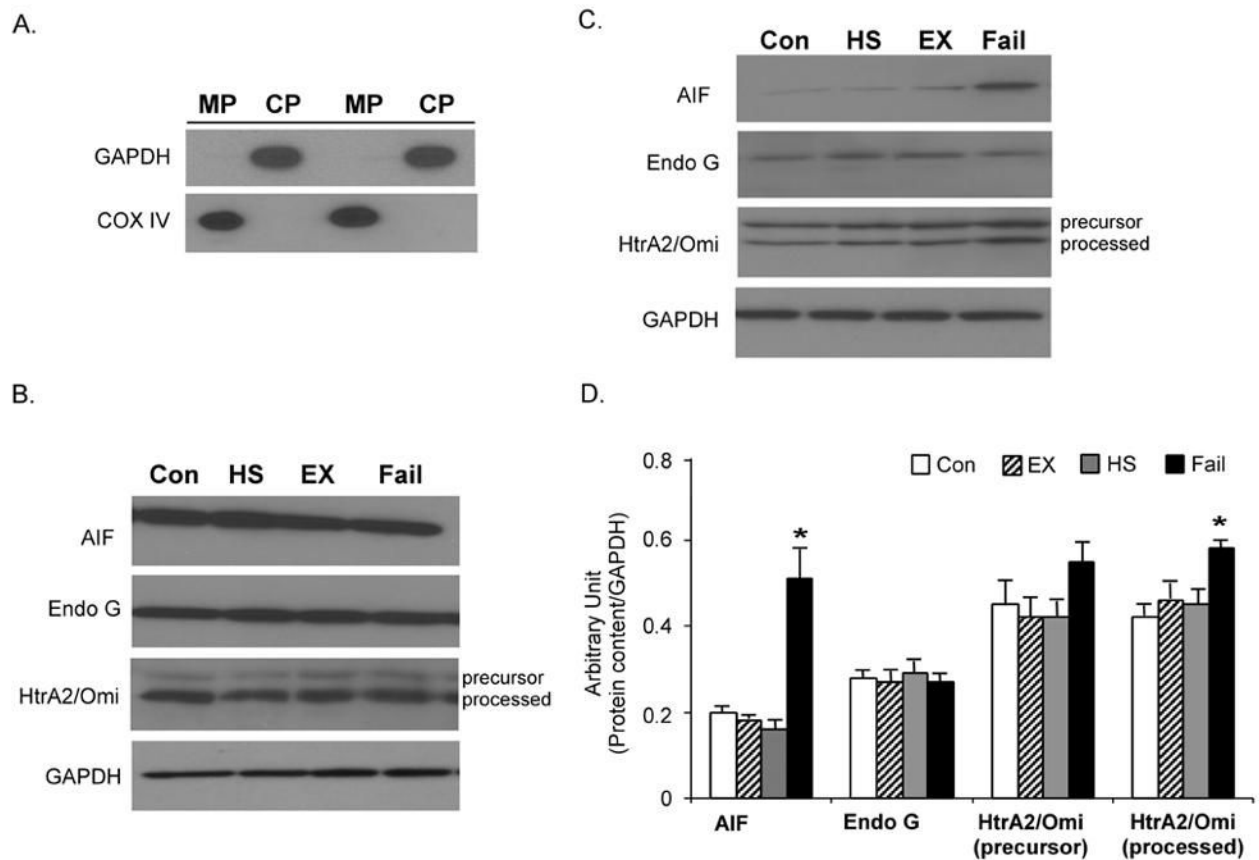 A.
MP CP MP CP
GAPDH
COX IV
B.
Con HS EX Fail
AIF
Endo G
HtrA2/Omi
precursor
processed
GAPDH
C.
Con HS EX Fail
AIF
Endo G
HtrA2/Omi
precursor
processed
GAPDH
D.
Con EX HS Fail
Arbitrary Unit
(Protein content/GAPDH)
0.8
0.6
0.4
0.2
0
* *
AIF Endo G HtrA2/Omi HtrA2/Omi
(precursor) (processed)